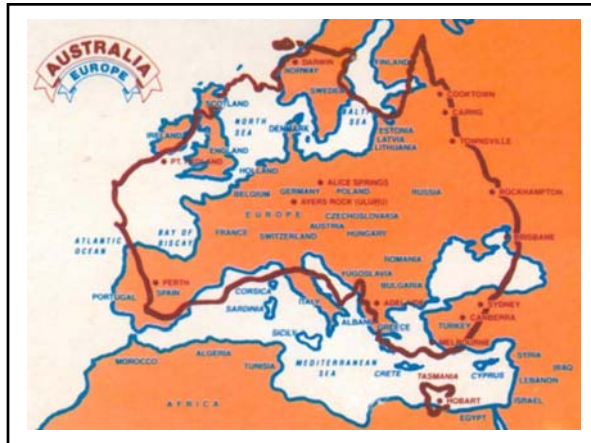 AUSTRALIA
EUROPE
DARWIN
NORWAY
FINLAND
SWEDEN
COOKTOWN
CAIRNS
SCOTLAND
NORTH
SEA
BALTIC
SEA
DENMARK
ESTONIA
LATVIA
LITHUANIA
TOWNSVILLE
IRELAND
ENGLAND
PT. HEDLAND
HOLLAND
BELGIUM
GERMANY
POLAND
ALICE SPRINGS
AYERS ROCK (ULURU)
RUSSIA
ROCKHAMPTON
EUROPE
CZECHOSLOVAKIA
AUSTRIA
FRANCE
SWITZERLAND
HUNGARY
BRISBANE
ATLANTIC
OCEAN
BAY OF
BISCAY
ROMANIA
YUGOSLAVIA
BULGARIA
PERTH
SPAIN
PORTUGAL
CORSICA
SARDINIA
ITALY
ADELAIDE
SYDNEY
CANBERRA
ALBANIA
GREECE
TURKEY
SICILY
MELBOURNE
MOROCCO
ALGERIA
TUNISIA
MEDITERRANEAN
SEA
CRETE
TASMANIA
CYPRUS
SYRIA
IRAQ
LEBANON
ISRAEL
AFRICA
HOBART
EGYPT